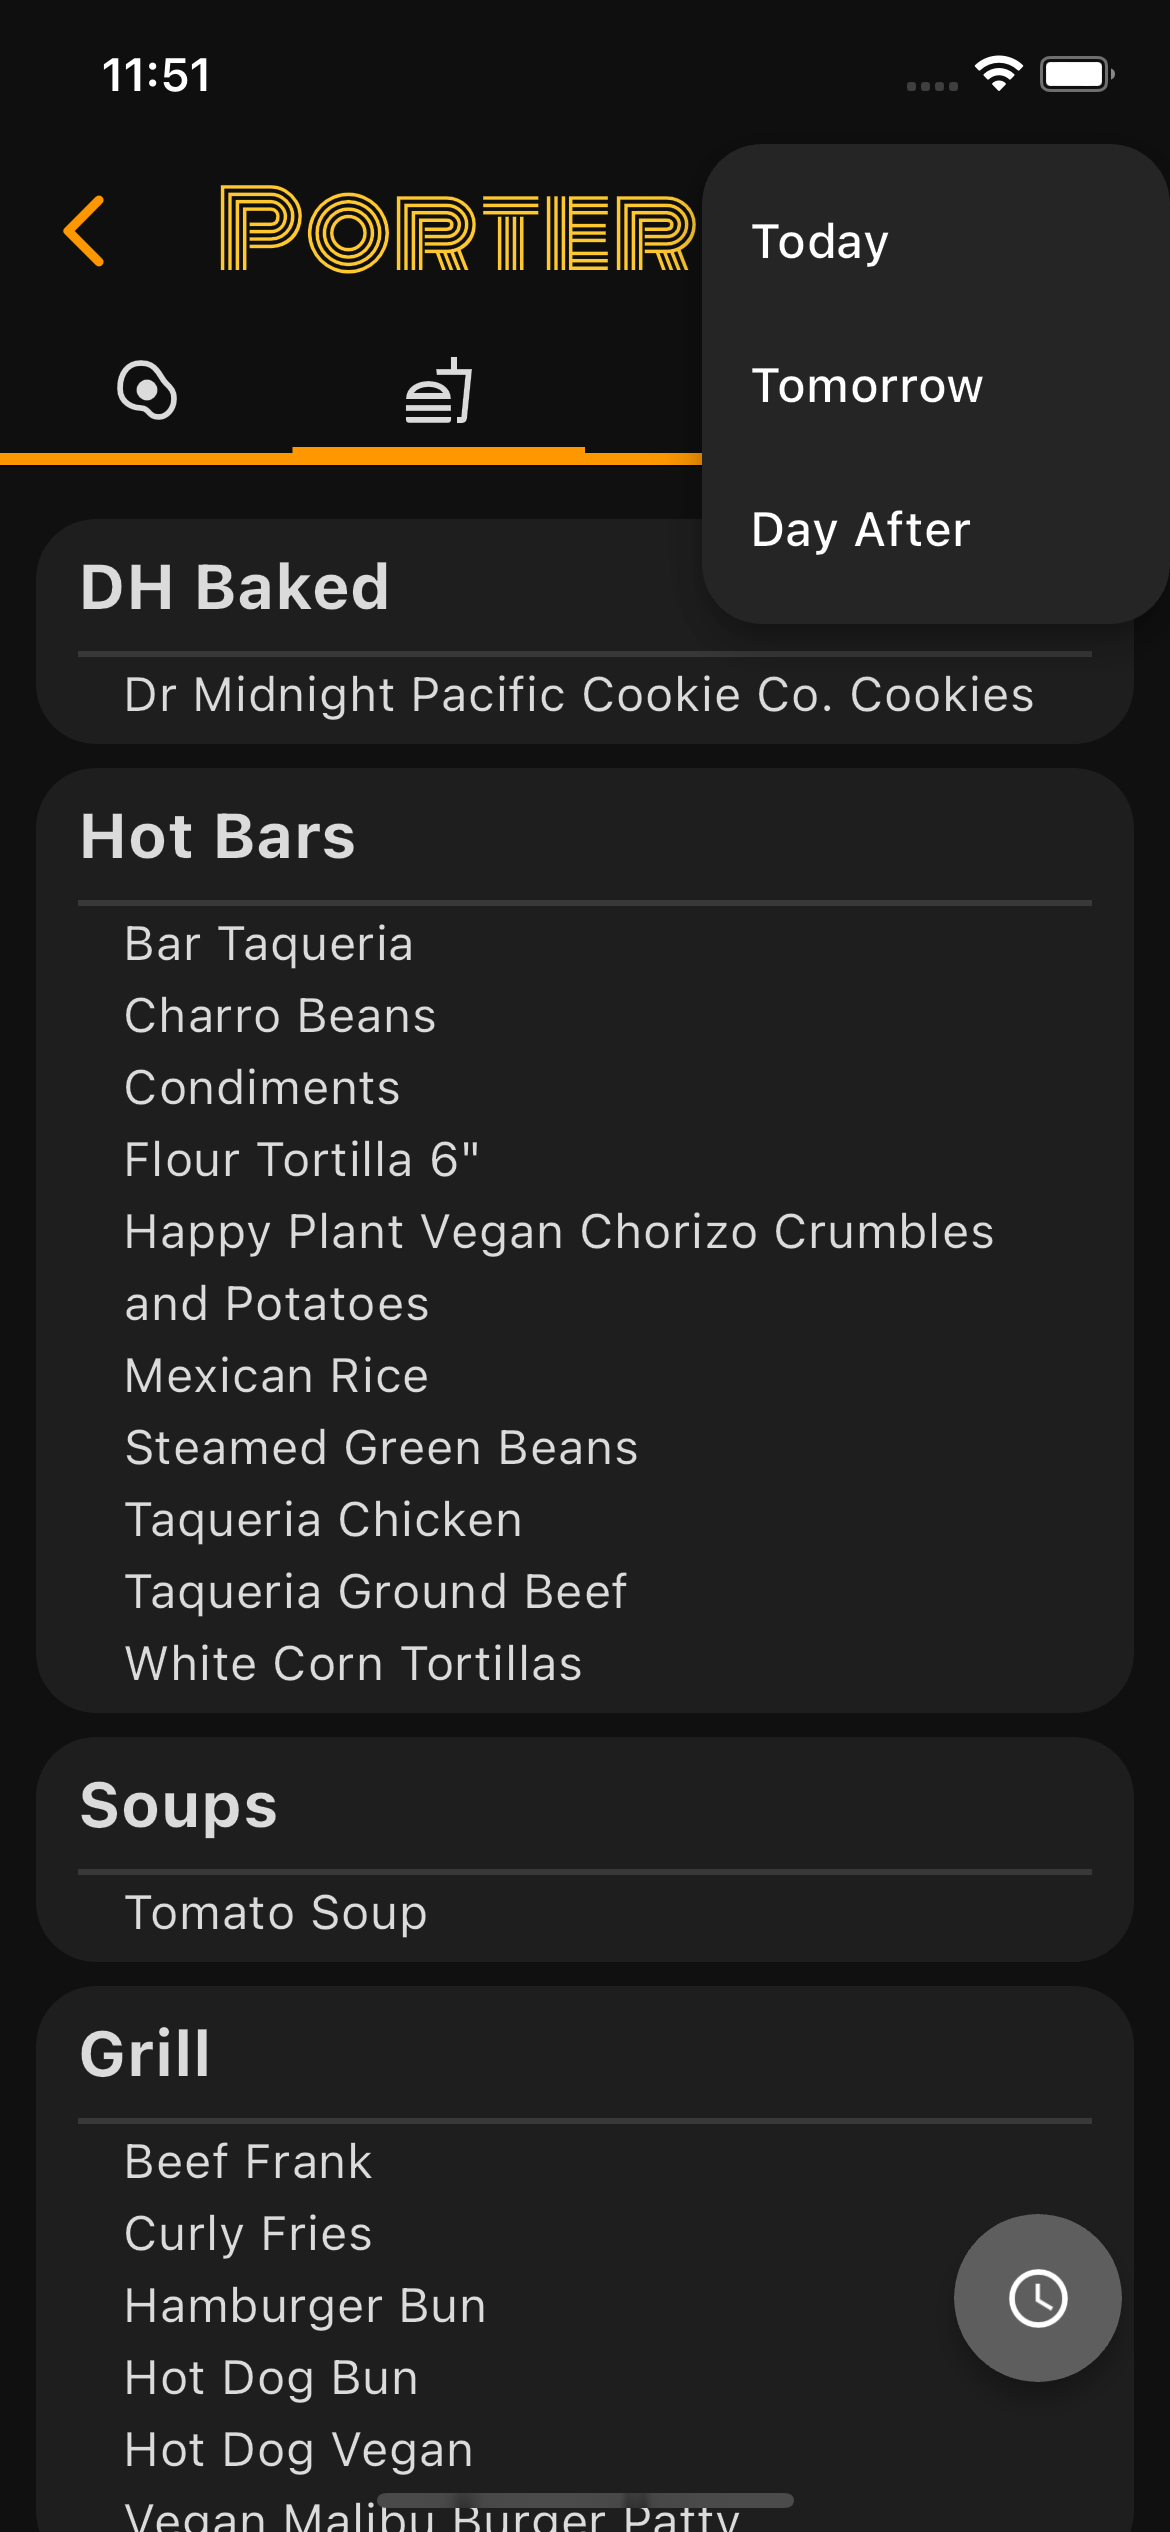 11:51
PORTER
Today
Tomorrow
Day After
DH Baked
Dr Midnight Pacific Cookie Co. Cookies
Hot Bars
Bar Taqueria
Charro Beans
Condiments
Flour Tortilla 6"
Happy Plant Vegan Chorizo Crumbles
and Potatoes
Mexican Rice
Steamed Green Beans
Taqueria Chicken
Taqueria Ground Beef
White Corn Tortillas
Soups
Tomato Soup
Grill
Beef Frank
Curly Fries
Hamburger Bun
Hot Dog Bun
Hot Dog Vegan
Vegan Malibu Burger Patty